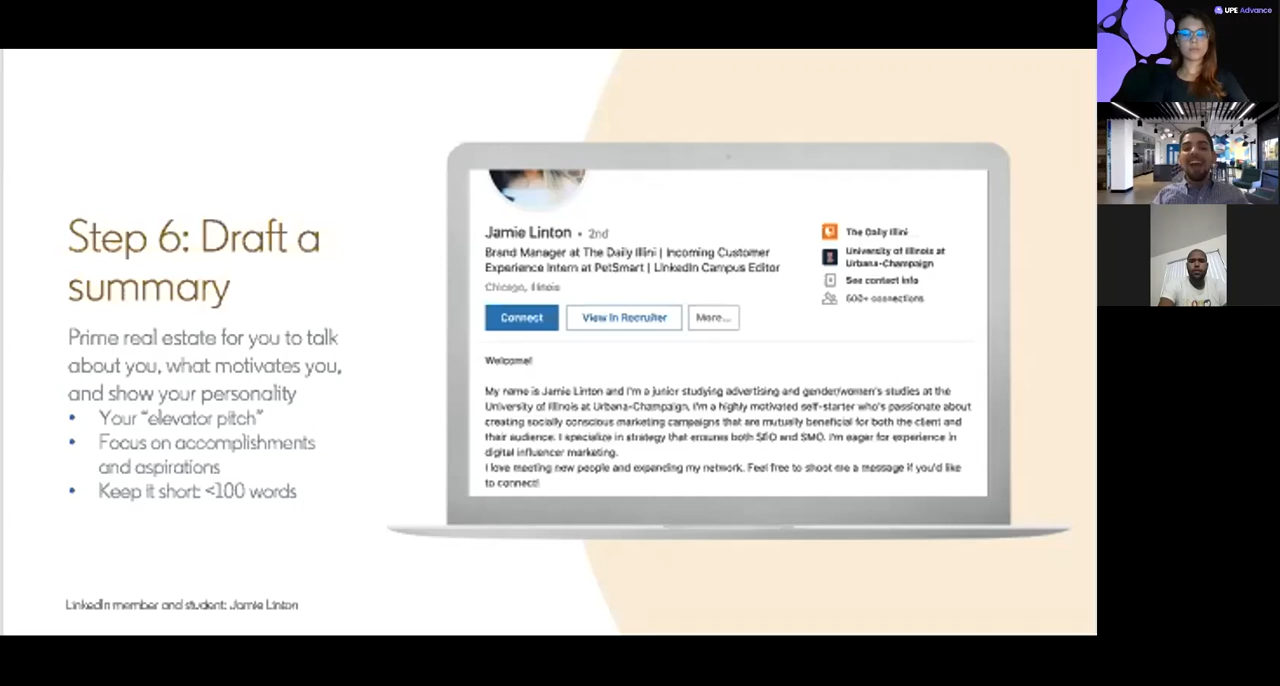 Step 6: Draft a
summary
Prime real estate for you to talk
about you, what motivates you,
and show your personality
• Your “elevator pitch”
• Focus on accomplishments
and aspirations
• Keep it short: <100 words
LinkedIn member and student: Jamie Linton
Jamie Linton • 2nd
Brand Manager at The Daily Illini | Incoming Customer
Experience Intern at PetSmart | LinkedIn Campus Editor
Chicago, Illinois
Connect
View in Recruiter
More...
The Daily Illini
University of Illinois at
Urbana-Champaign
See contact info
500+ connections
Welcome!
My name is Jamie Linton and I'm a junior studying advertising and gender/women's studies at the
University of Illinois at Urbana-Champaign. I'm a highly motivated self-starter who's passionate about
creating socially conscious marketing campaigns that are mutually beneficial for both the client and
their audience. I specialize in strategy that ensures both SEO and SMO. I'm eager for experience in
digital influencer marketing.
I love meeting new people and expanding my network. Feel free to shoot me a message if you'd like
to connect!
UPE Advance